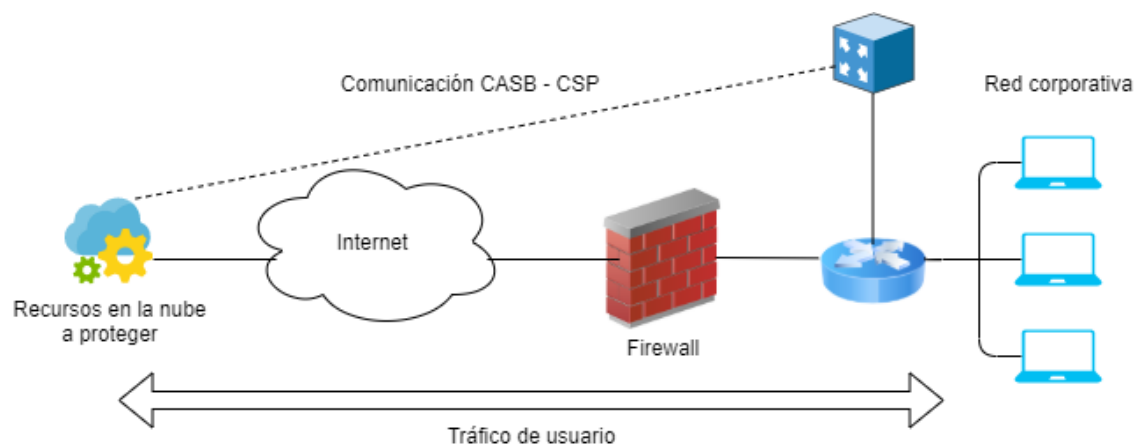 Comunicación CASB - CSP
Red corporativa
Internet
Recursos en la nube
a proteger
Firewall
Tráfico de usuario